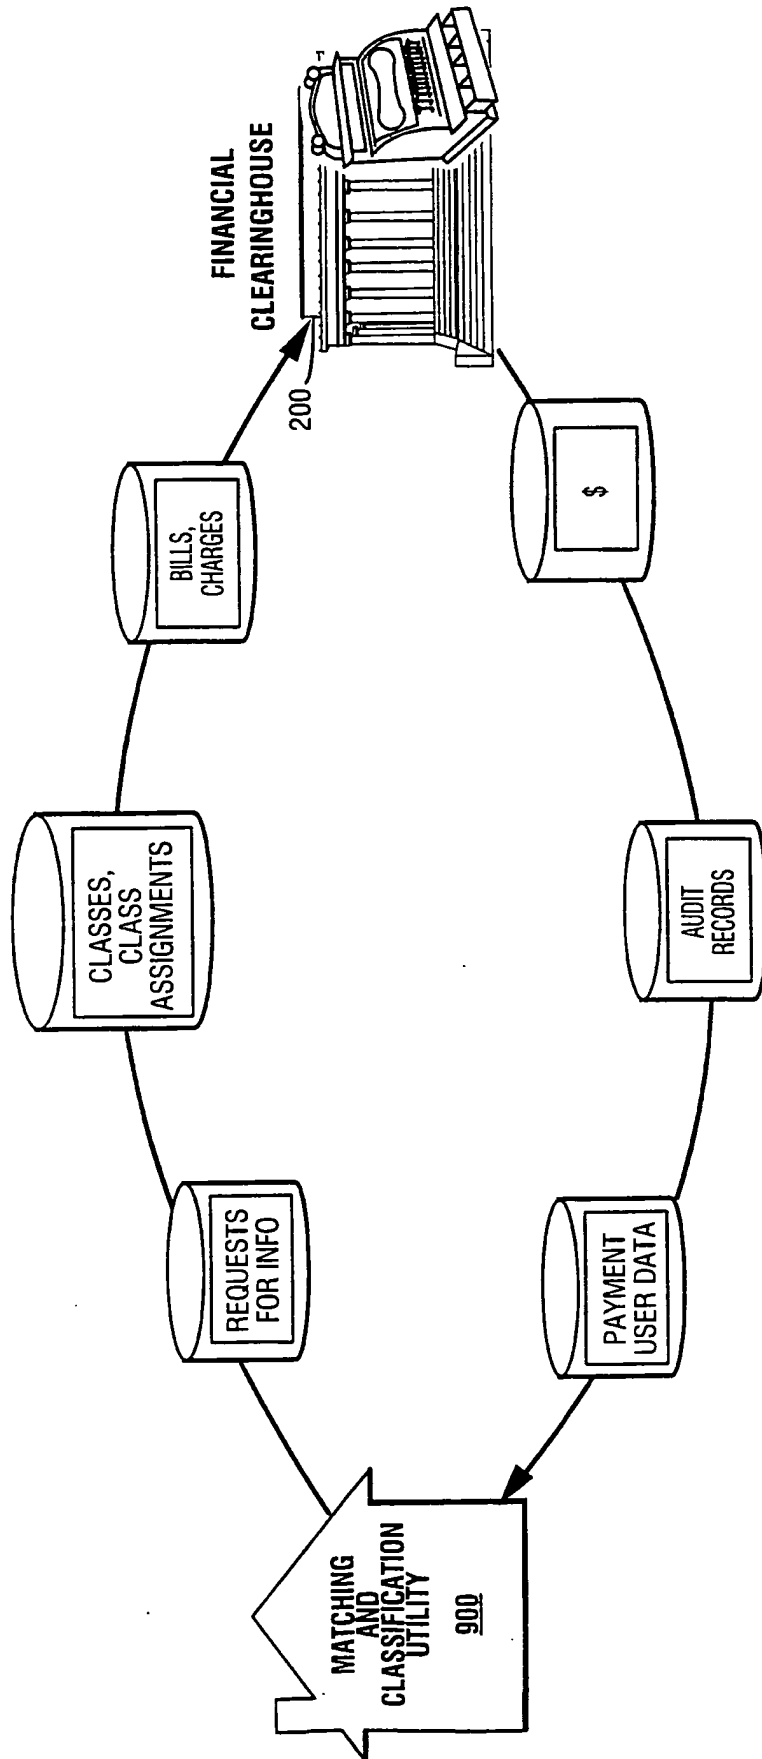 MATCHING
AND
CLASSIFICATION
UTILITY
900
REQUESTS
FOR INFO
CLASSES,
CLASS
ASSIGNMENTS
BILLS,
CHARGES
FINANCIAL
CLEARINGHOUSE
200
$
AUDIT
RECORDS
PAYMENT
USER DATA